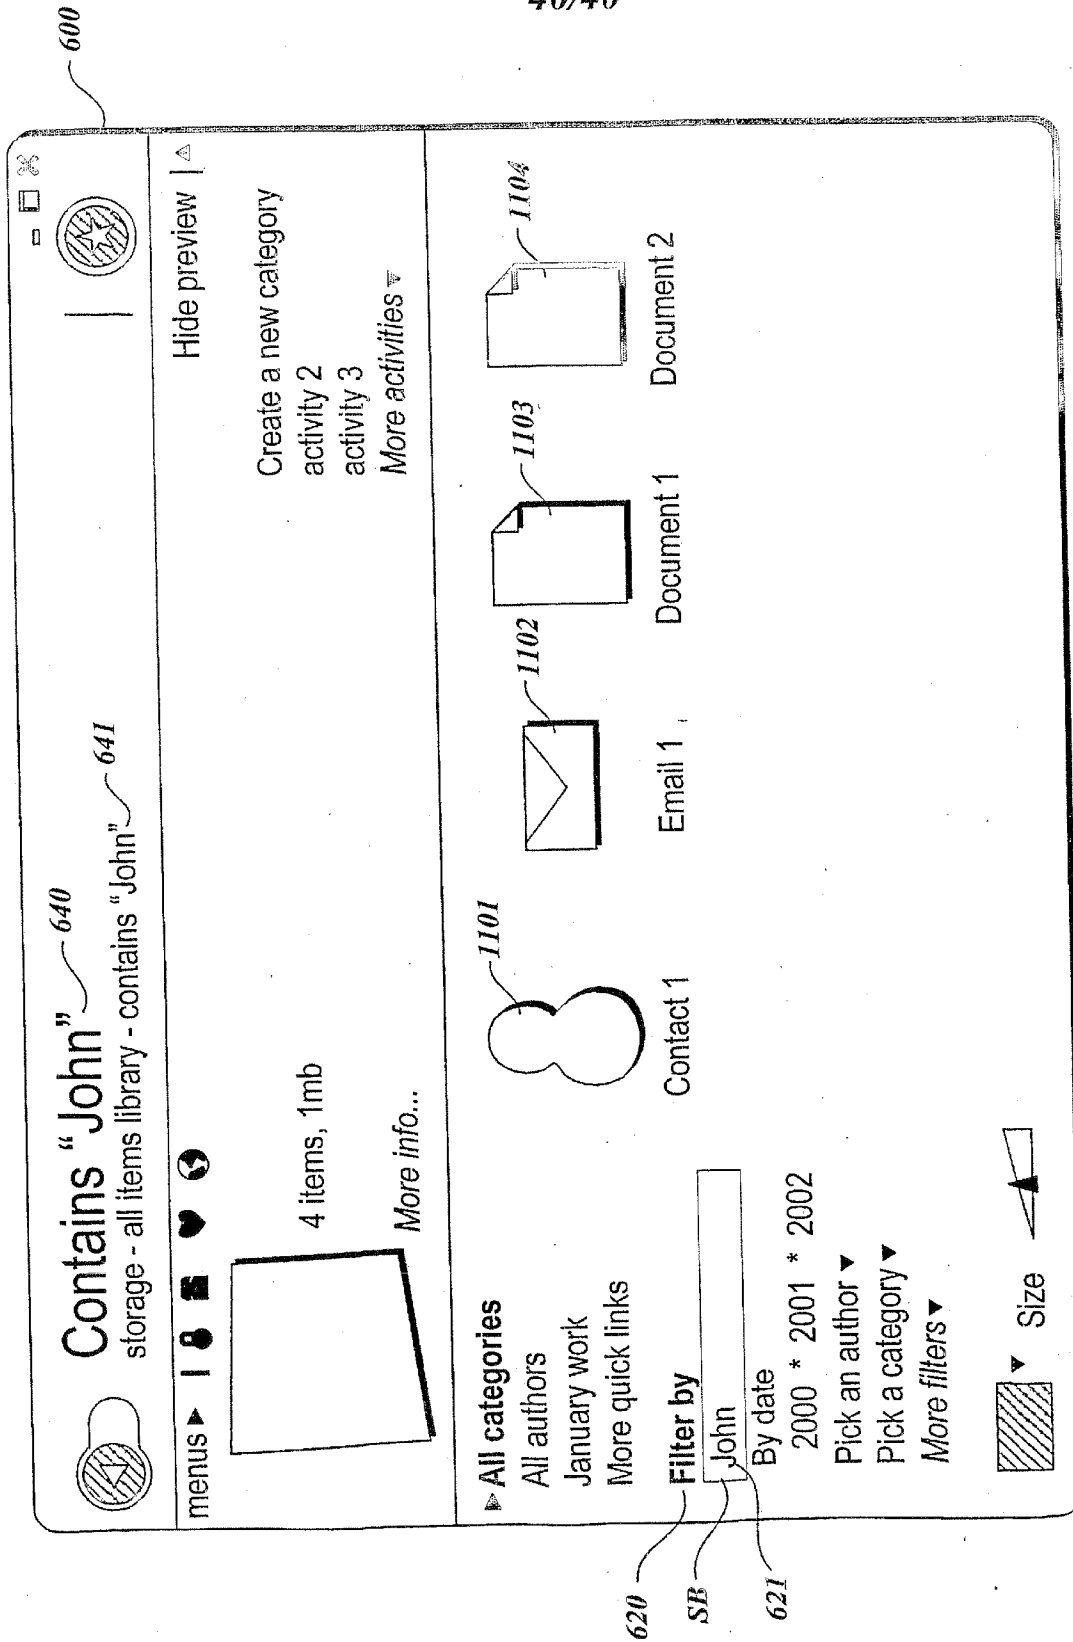 600
Contains “John”
640
storage - all items library - contains “John”
641
menus
Hide preview
4 items, 1mb
More info...
Create a new category
activity 2
activity 3
More activities
All categories
All authors
January work
More quick links
620
Filter by
SB
John
621
By date
2000 * 2001 * 2002
Pick an author
Pick a category
More filters
Size
1101
Contact 1
1102
Email 1
1103
Document 1
1104
Document 2